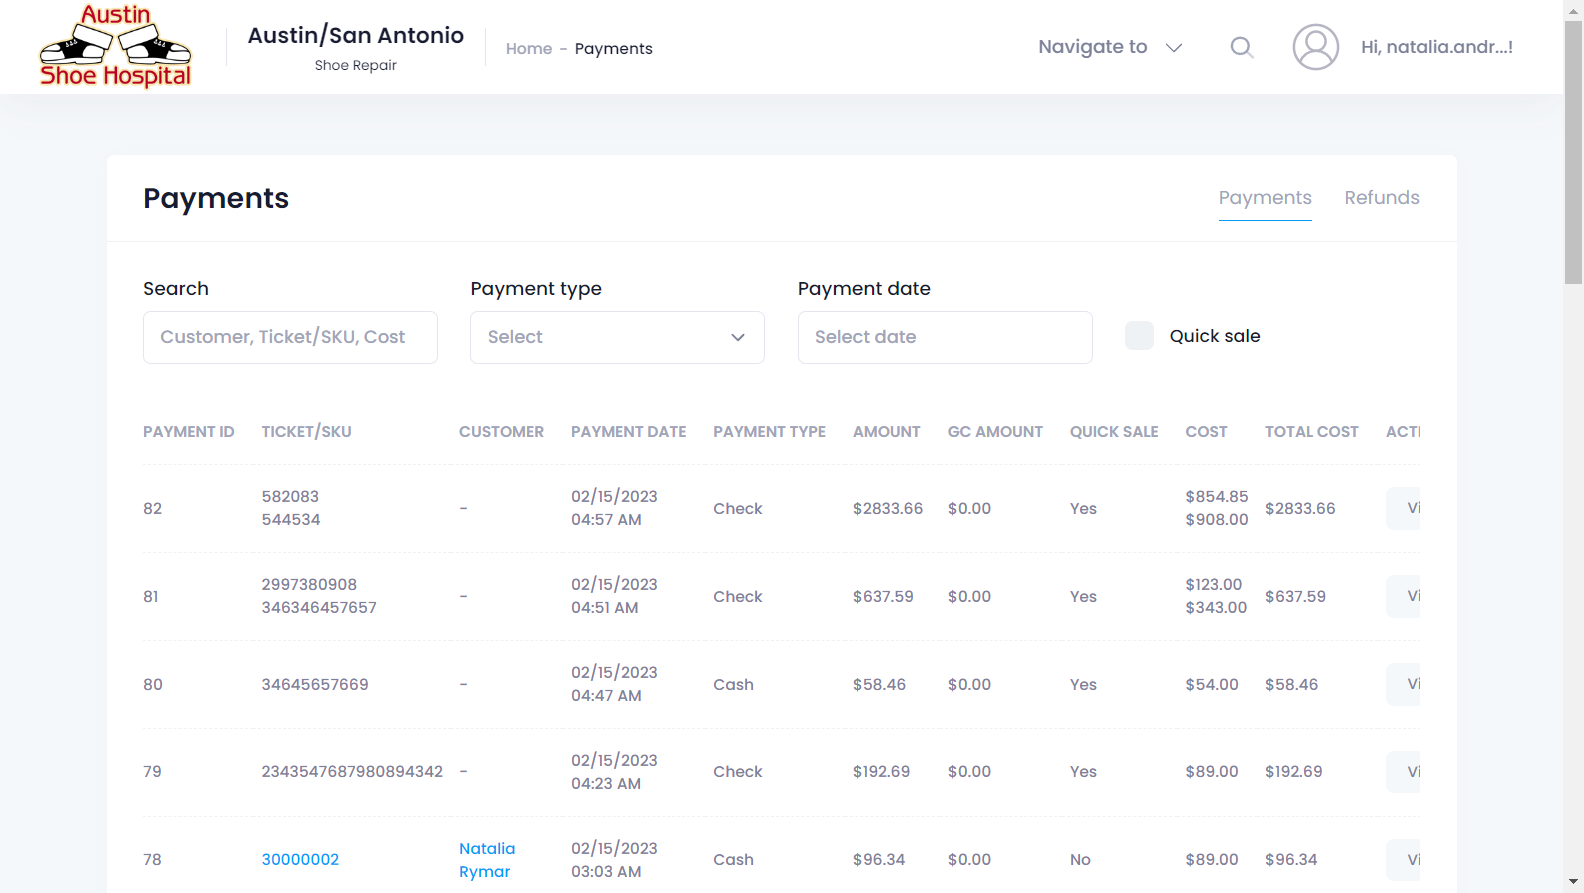 Austin
Shoe Hospital
Austin/San Antonio
Shoe Repair
Home - Payments
Navigate to
Hi, natalia.andr...!
Payments
Payments Refunds
Search Payment type Payment date
Customer, Ticket/SKU, Cost Select Select date Quick sale
PAYMENT ID TICKET/SKU CUSTOMER PAYMENT DATE PAYMENT TYPE AMOUNT GC AMOUNT QUICK SALE COST TOTAL COST ACTI
82 582083 544534 - 02/15/2023 04:57 AM Check $2833.66 $0.00 Yes $854.85 $908.00 $2833.66 Vi
81 2997380908 346346457657 - 02/15/2023 04:51 AM Check $637.59 $0.00 Yes $123.00 $343.00 $637.59 Vi
80 34645657669 - 02/15/2023 04:47 AM Cash $58.46 $0.00 Yes $54.00 $58.46 Vi
79 2343547687980894342 - 02/15/2023 04:23 AM Check $192.69 $0.00 Yes $89.00 $192.69 Vi
78 30000002 Natalia Rymar 02/15/2023 03:03 AM Cash $96.34 $0.00 No $89.00 $96.34 Vi